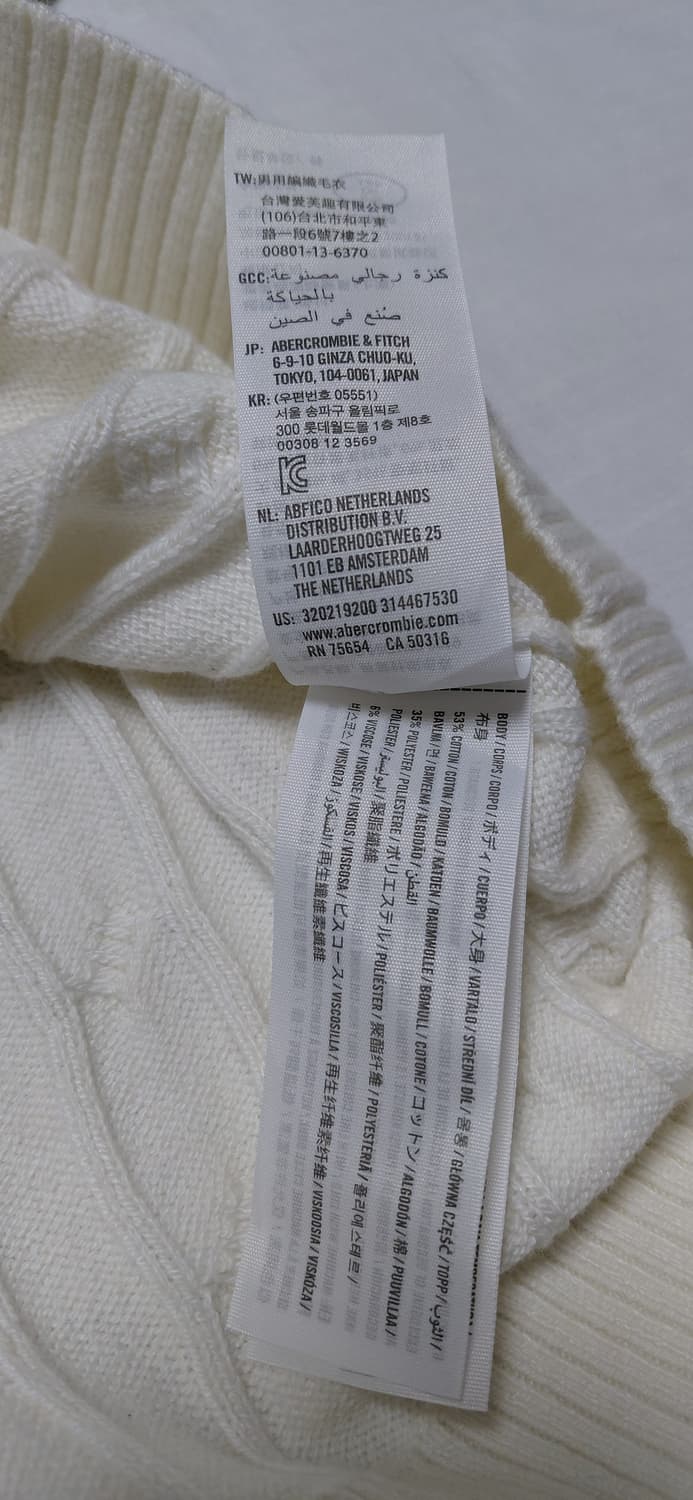 TW: 男用編織毛衣
台灣愛芙趣有限公司
(106)台北市和平東
路一段6號7樓之2
00801-13-6370
GCC: كنزة رجالي مصنوعة
بالحياكة
صُنع في الصين
JP: ABERCROMBIE & FITCH
6-9-10 GINZA CHUO-KU,
TOKYO, 104-0061, JAPAN
KR: (우편번호 05551)
서울 송파구 올림픽로
300 롯데월드몰 1층 제8호
00308 12 3569
NL: ABFICO NETHERLANDS
DISTRIBUTION B.V.
LAARDERHOOGTWEG 25
1101 EB AMSTERDAM
THE NETHERLANDS
US: 320219200 314467530
www.abercrombie.com
RN 75654 CA 50316
BODY / CORPS / CORPO / ボディ / CUERPO / 大身 / VARTALO / STŘEDNÍ DÍL / 몸통 / GŁÓWNA CZĘŚĆ / TOPP / الثوب /
布身
53% COTTON / COTON / BOMULD / KATOEN / BAUMWOLLE / BOMULL / COTONE / コットン / ALGODÓN / 棉 / PUUVILLAA /
BAVLNA / 면 / BAWEŁNA / ALGODÃO / القطن
35% POLYESTER / POLIESTERE / ポリエステル / POLIÉSTER / 聚酯纤维 / POLYESTERIÄ / 폴리에스테르 /
POLIESTER / البوليستر / 聚脂纖維
6% VISCOSE / VISKOSE / VISKOS / VISCOSA / ビスコース / VISCOSILLA / 再生纤维素纤维 / VISKOOSIA / VISKÓZA /
비스코스 / WISKOZA / الفسكوز / 再生纖維素纖維